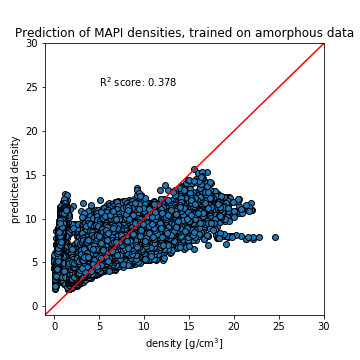 Prediction of MAPI densities, trained on amorphous data
30
25
20
15
10
5
0
R² score: 0.378
predicted density
0 5 10 15 20 25 30
density [g/cm³]